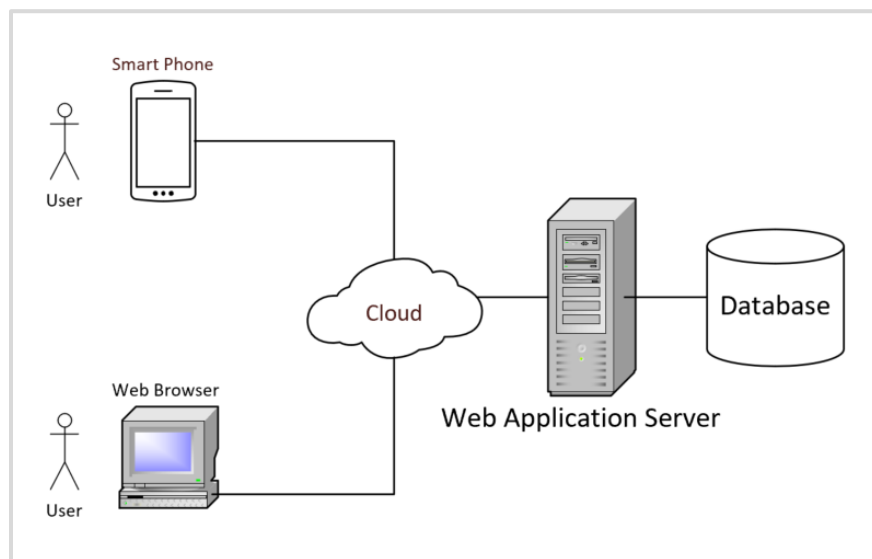 Smart Phone
User
Cloud
Database
Web Application Server
Web Browser
User